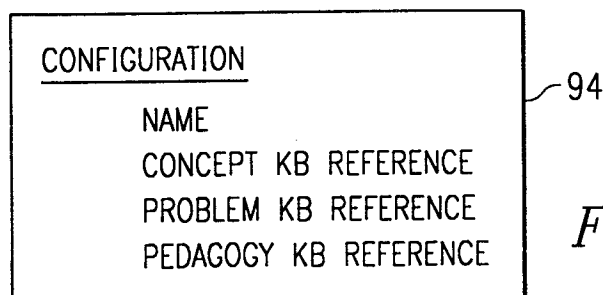 CONFIGURATION
94
NAME
CONCEPT KB REFERENCE
PROBLEM KB REFERENCE
PEDAGOGY KB REFERENCE
F